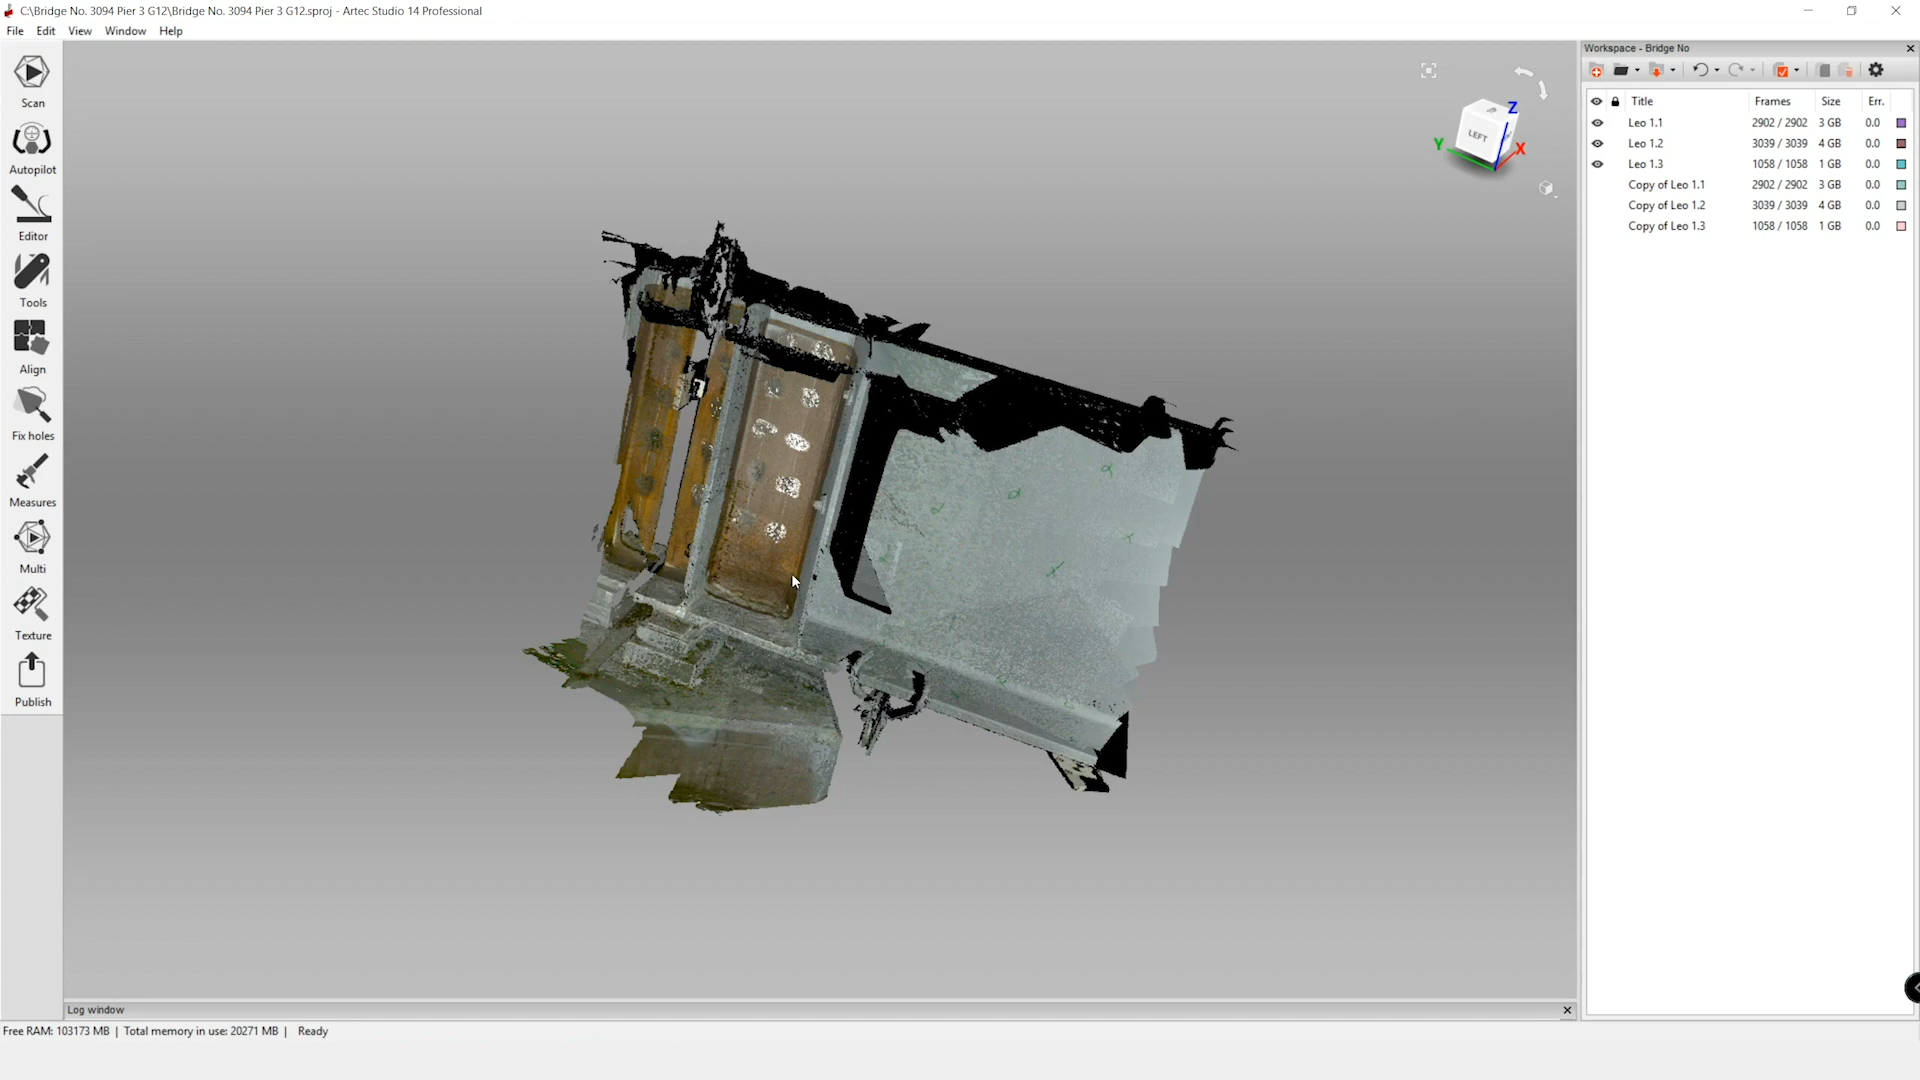 C:\Bridge No. 3094 Pier 3 G12\Bridge No. 3094 Pier 3 G12.sproj - Artec Studio 14 Professional
File Edit View Window Help
Scan
Autopilot
Editor
Tools
Align
Fix holes
Measures
Multi
Texture
Publish
Z
LEFT
Y
X
Workspace - Bridge No
Title Frames Size Err.
Leo 1.1 2902 / 2902 3 GB 0.0
Leo 1.2 3039 / 3039 4 GB 0.0
Leo 1.3 1058 / 1058 1 GB 0.0
Copy of Leo 1.1 2902 / 2902 3 GB 0.0
Copy of Leo 1.2 3039 / 3039 4 GB 0.0
Copy of Leo 1.3 1058 / 1058 1 GB 0.0
Log window
Free RAM: 103173 MB | Total memory in use: 20271 MB | Ready